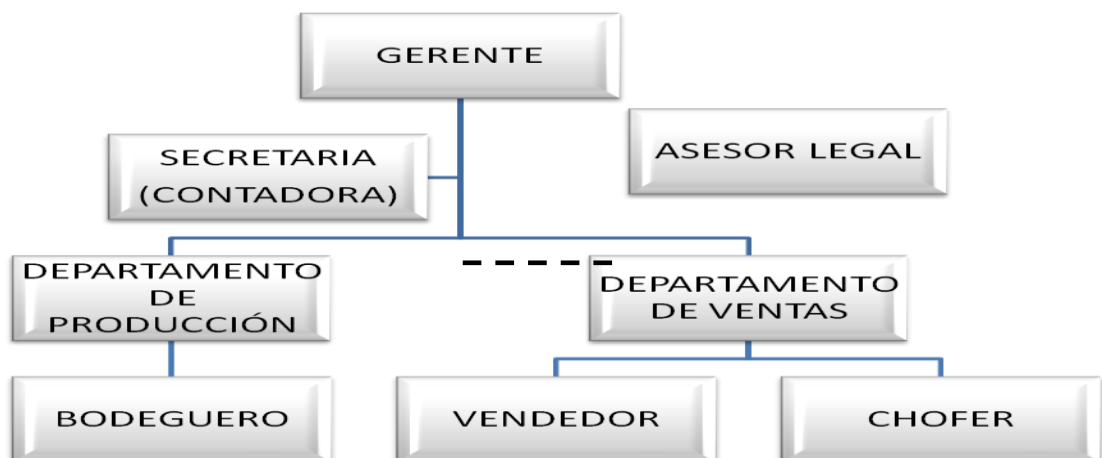 GERENTE
SECRETARIA
(CONTADORA)
ASESOR LEGAL
DEPARTAMENTO
DE
PRODUCCIÓN
DEPARTAMENTO
DE VENTAS
BODEGUERO
VENDEDOR
CHOFER